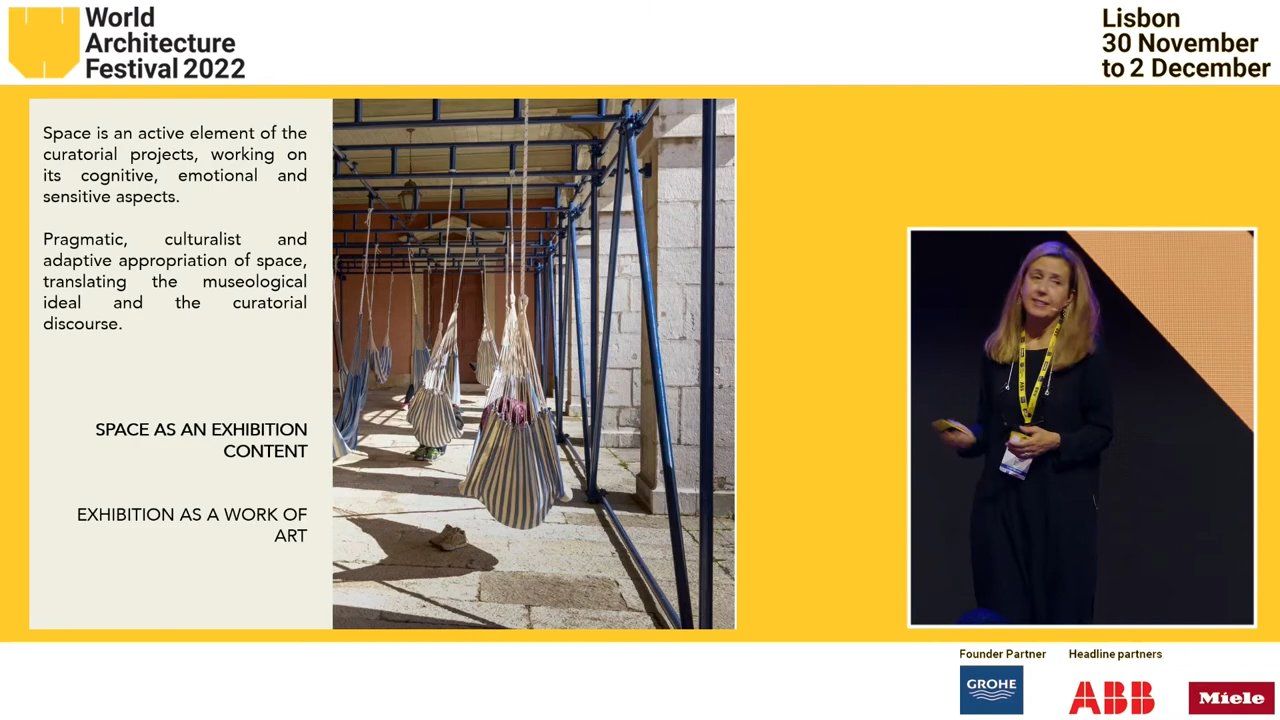 World
Architecture
Festival 2022
Lisbon
30 November
to 2 December
Space is an active element of the
curatorial projects, working on
its cognitive, emotional and
sensitive aspects.
Pragmatic, culturalist and
adaptive appropriation of space,
translating the museological
ideal and the curatorial
discourse.
SPACE AS AN EXHIBITION
CONTENT
EXHIBITION AS A WORK OF
ART
Founder Partner
Headline partners
GROHE
ABB
Miele